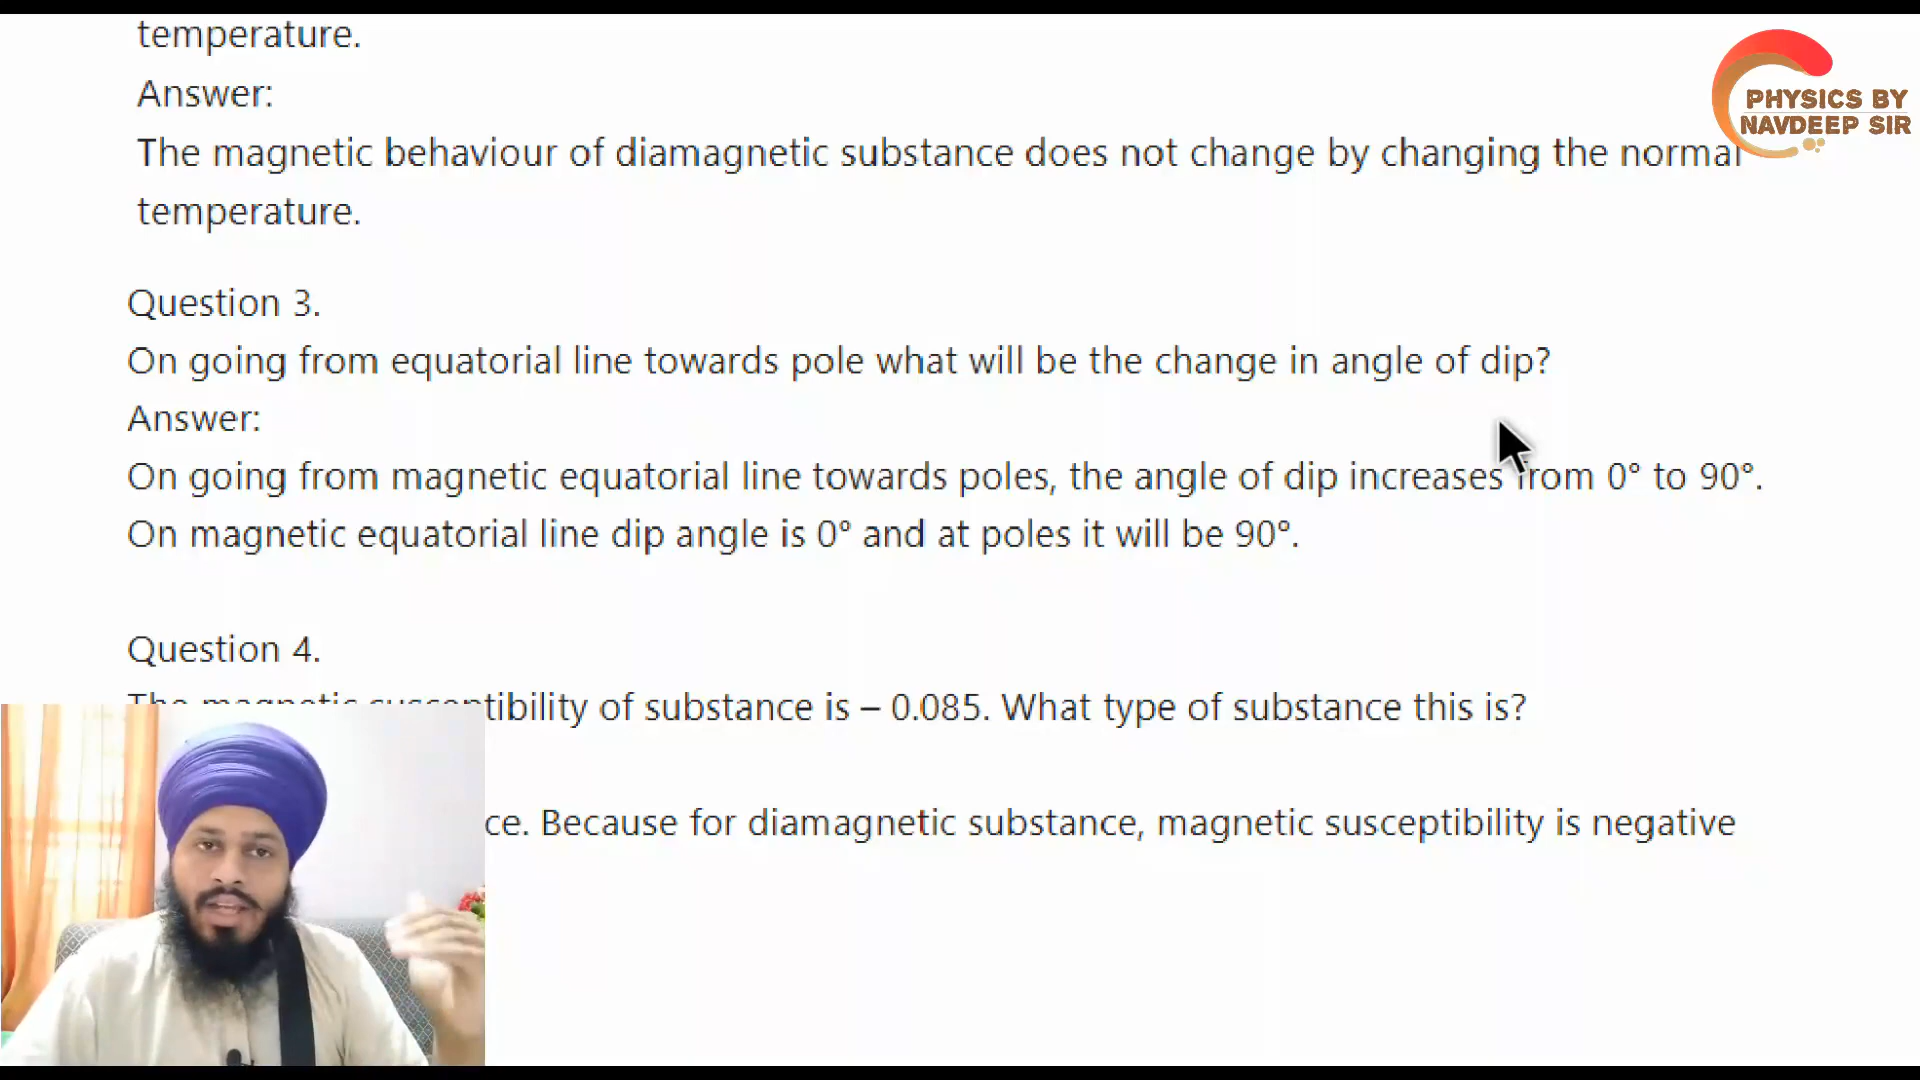 temperature.
Answer:
PHYSICS BY
NAVDEEP SIR
The magnetic behaviour of diamagnetic substance does not change by changing the normal
temperature.
Question 3.
On going from equatorial line towards pole what will be the change in angle of dip?
Answer:
On going from magnetic equatorial line towards poles, the angle of dip increases from 0° to 90°.
On magnetic equatorial line dip angle is 0° and at poles it will be 90°.
Question 4.
The magnetic susceptibility of substance is – 0.085. What type of substance this is?
ce. Because for diamagnetic substance, magnetic susceptibility is negative